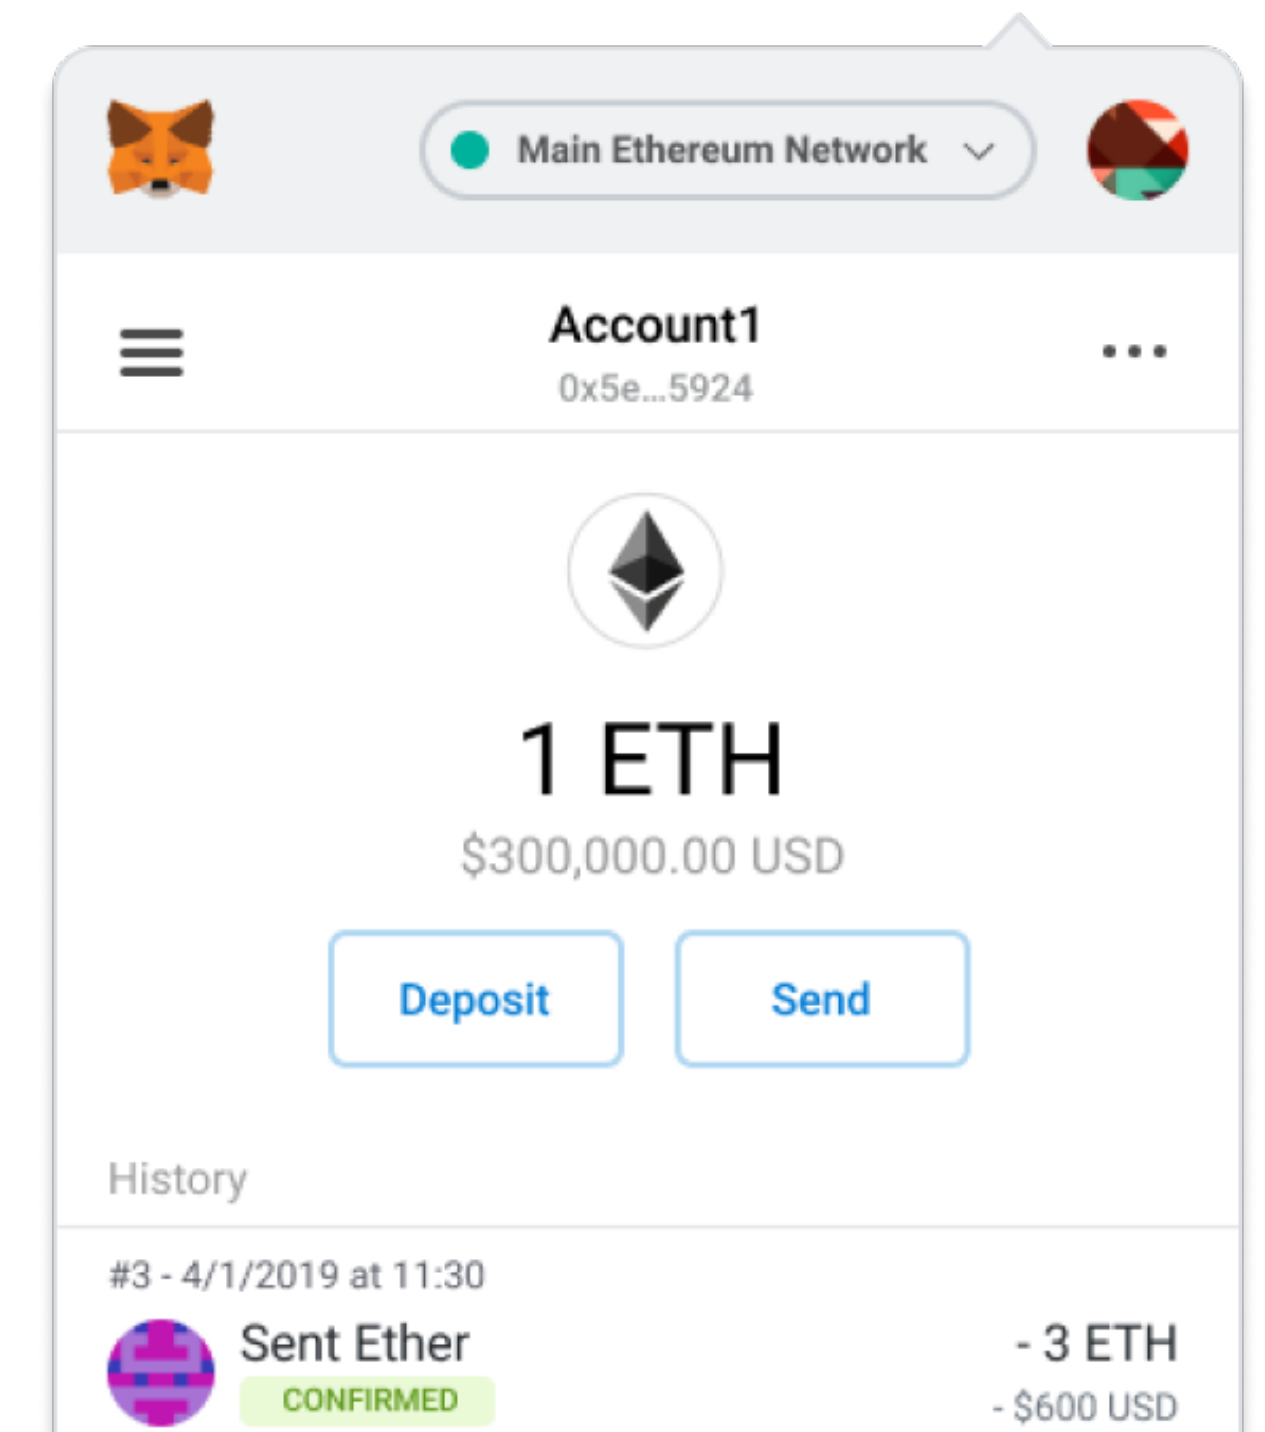 Main Ethereum Network
Account1
0x5e...5924
1 ETH
$300,000.00 USD
Deposit Send
History
#3 - 4/1/2019 at 11:30
Sent Ether - 3 ETH
CONFIRMED - $600 USD